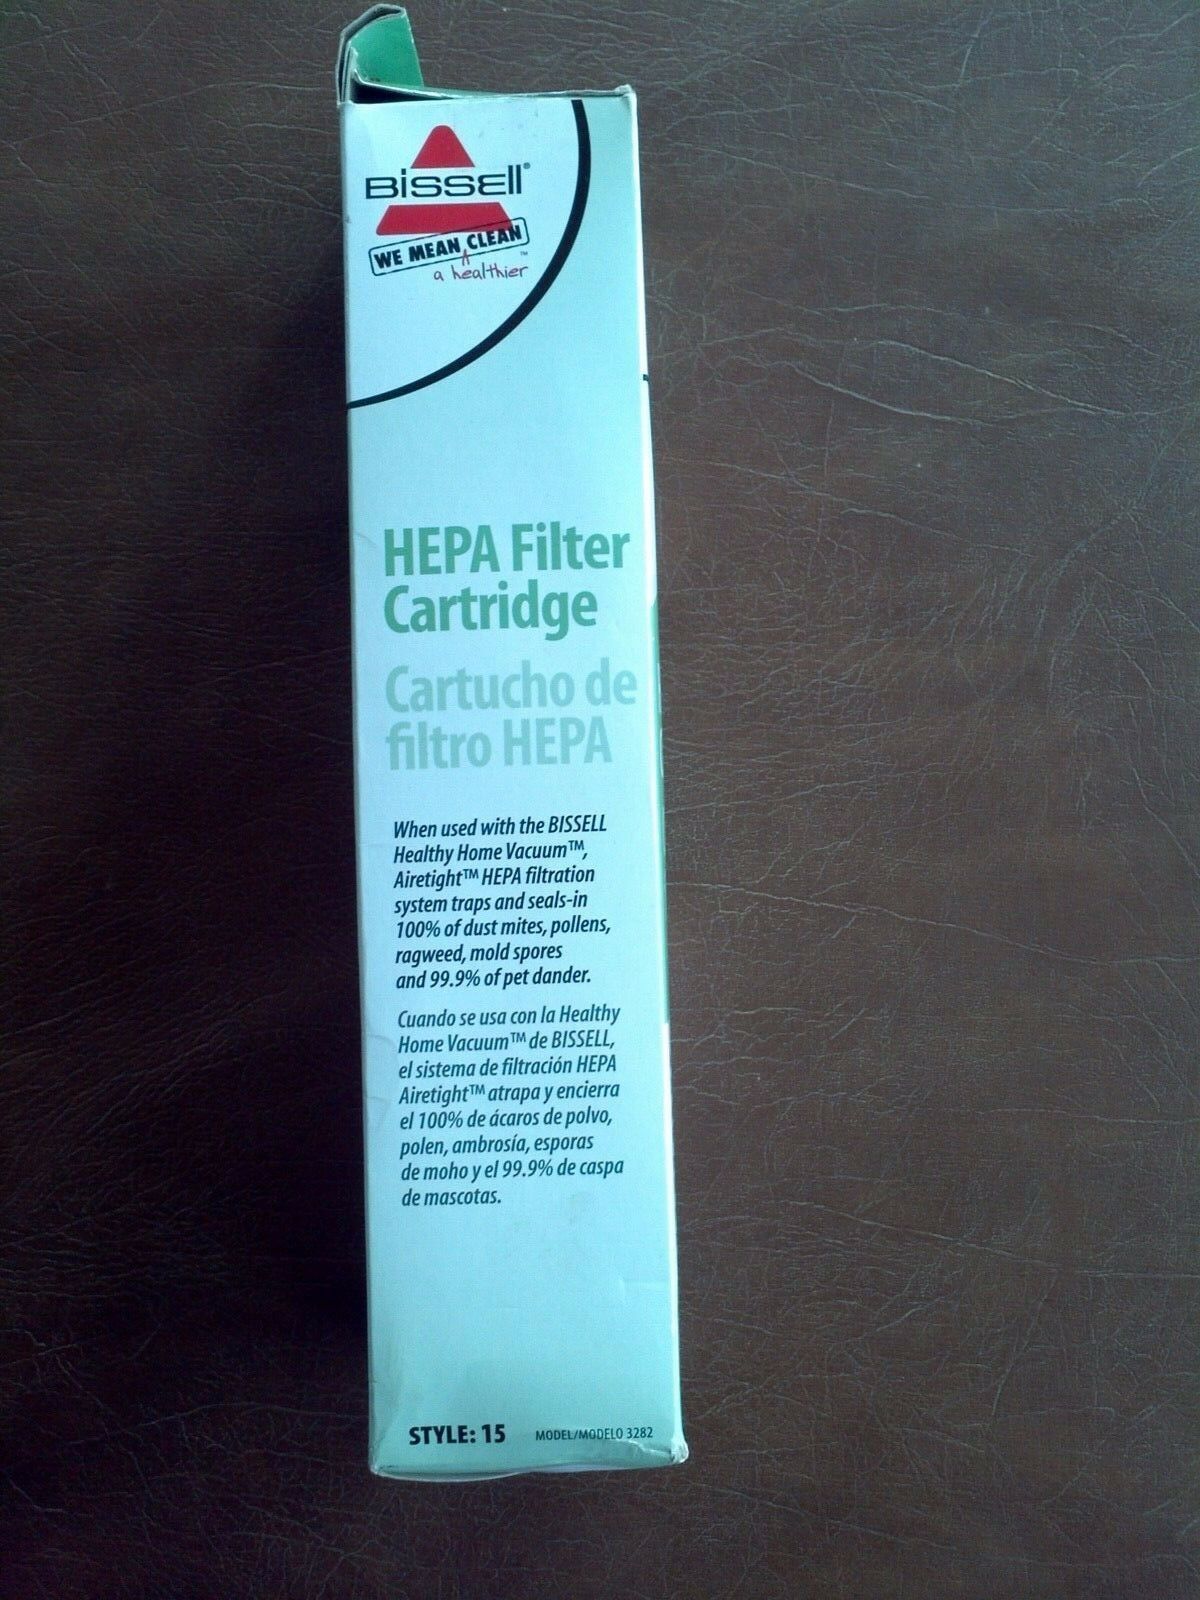 BISSELL®
WE MEAN CLEAN™
a healthier
HEPA Filter
Cartridge
Cartucho de
filtro HEPA
When used with the BISSELL
Healthy Home Vacuum™,
Airetight™ HEPA filtration
system traps and seals-in
100% of dust mites, pollens,
ragweed, mold spores
and 99.9% of pet dander.
Cuando se usa con la Healthy
Home Vacuum™ de BISSELL,
el sistema de filtración HEPA
Airetight™ atrapa y encierra
el 100% de ácaros de polvo,
polen, ambrosía, esporas
de moho y el 99.9% de caspa
de mascotas.
STYLE: 15 MODEL/MODELO 3282